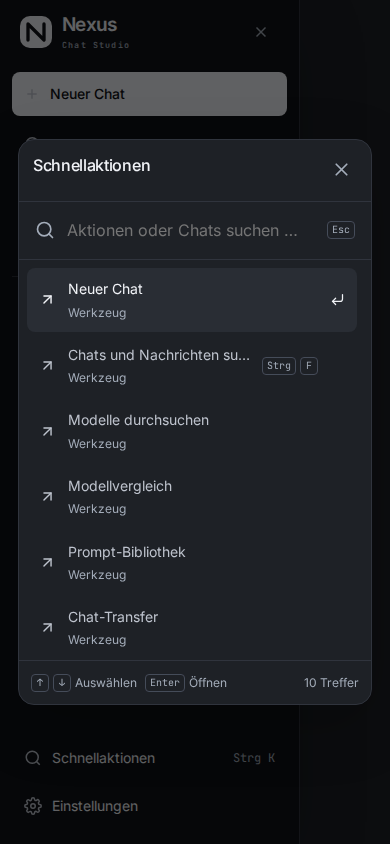 Nexus
Chat Studio
Neuer Chat
Schnellaktionen
Aktionen oder Chats suchen ...
Esc
Neuer Chat
Werkzeug
Chats und Nachrichten su...
Strg F
Werkzeug
Modelle durchsuchen
Werkzeug
Modellvergleich
Werkzeug
Prompt-Bibliothek
Werkzeug
Chat-Transfer
Werkzeug
↑ ↓ Auswählen Enter Öffnen 10 Treffer
Schnellaktionen Strg K
Einstellungen